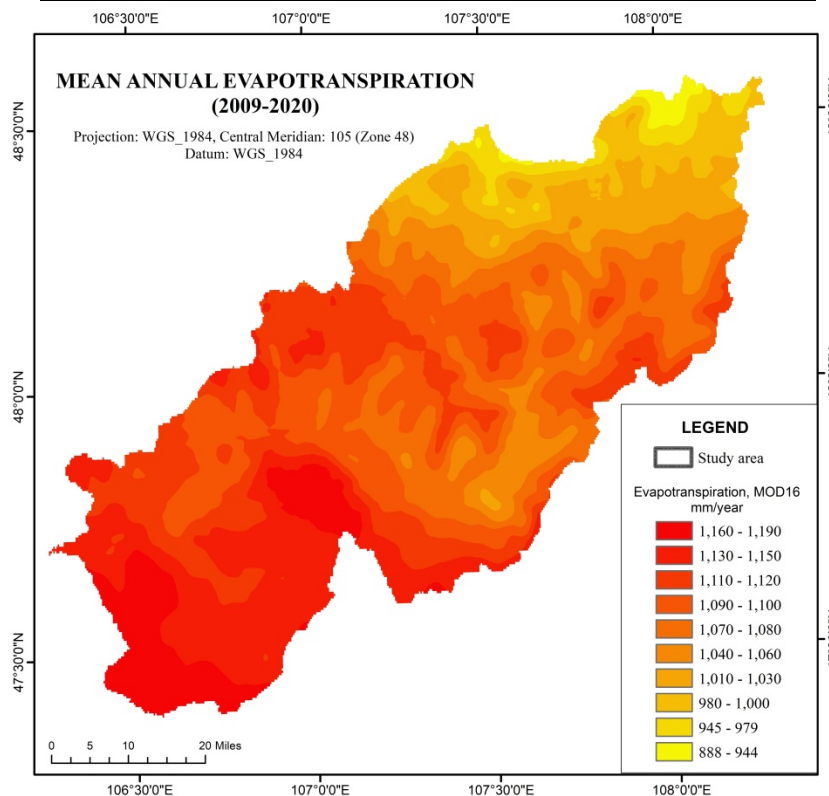 106°30'0"E 107°0'0"E 107°30'0"E 108°0'0"E
MEAN ANNUAL EVAPOTRANSPIRATION
(2009-2020)
Projection: WGS_1984, Central Meridian: 105 (Zone 48)
Datum: WGS_1984
48°30'0"N
48°0'0"N
47°30'0"N
LEGEND
Study area
Evapotranspiration, MOD16
mm/year
1,160 - 1,190
1,130 - 1,150
1,110 - 1,120
1,090 - 1,100
1,070 - 1,080
1,040 - 1,060
1,010 - 1,030
980 - 1,000
945 - 979
888 - 944
0 5 10 20 Miles
106°30'0"E 107°0'0"E 107°30'0"E 108°0'0"E